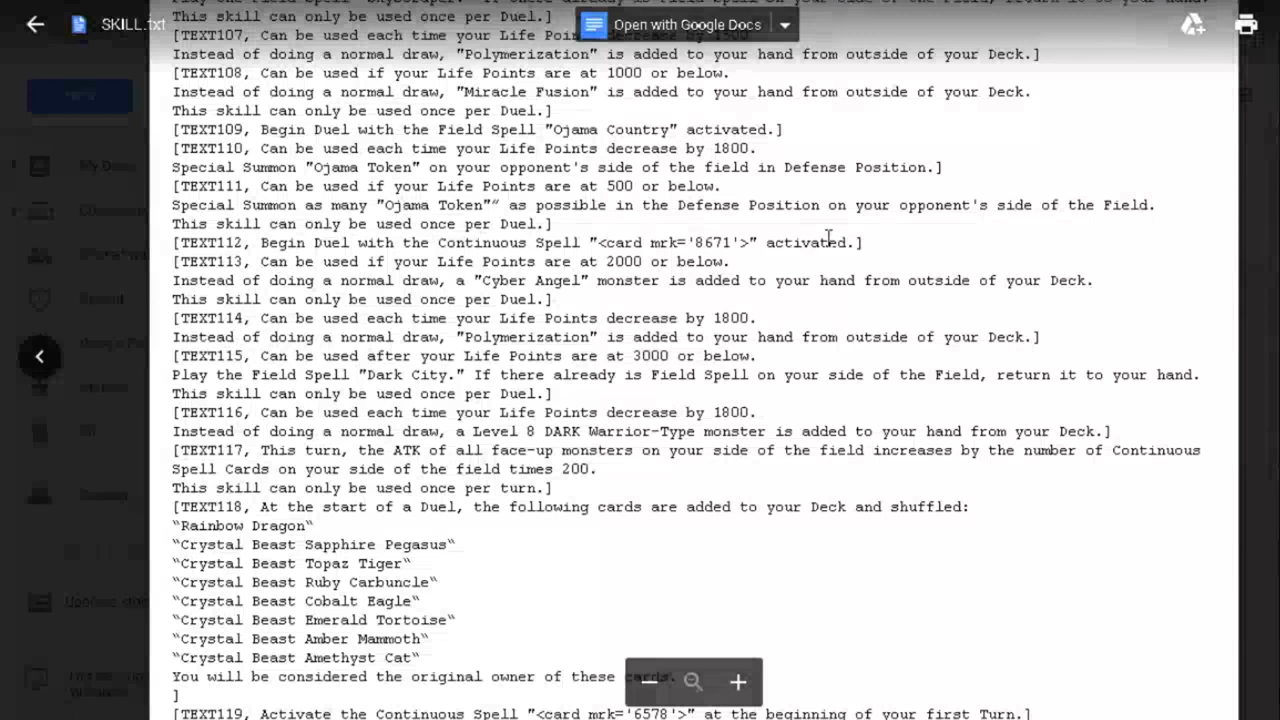 SKILL.txt
Open with Google Docs
This skill can only be used once per Duel.]
[TEXT107, Can be used each time your Life Points decrease by 1500
Instead of doing a normal draw, "Polymerization" is added to your hand from outside of your Deck.]
[TEXT108, Can be used if your Life Points are at 1000 or below.
Instead of doing a normal draw, "Miracle Fusion" is added to your hand from outside of your Deck.
This skill can only be used once per Duel.]
[TEXT109, Begin Duel with the Field Spell "Ojama Country" activated.]
[TEXT110, Can be used each time your Life Points decrease by 1800.
Special Summon "Ojama Token" on your opponent's side of the field in Defense Position.]
[TEXT111, Can be used if your Life Points are at 500 or below.
Special Summon as many "Ojama Token"" as possible in the Defense Position on your opponent's side of the Field.
This skill can only be used once per Duel.]
[TEXT112, Begin Duel with the Continuous Spell "<card mrk='8671'>" activated.]
[TEXT113, Can be used if your Life Points are at 2000 or below.
Instead of doing a normal draw, a "Cyber Angel" monster is added to your hand from outside of your Deck.
This skill can only be used once per Duel.]
[TEXT114, Can be used each time your Life Points decrease by 1800.
Instead of doing a normal draw, "Polymerization" is added to your hand from outside of your Deck.]
[TEXT115, Can be used after your Life Points are at 3000 or below.
Play the Field Spell "Dark City." If there already is Field Spell on your side of the Field, return it to your hand.
This skill can only be used once per Duel.]
[TEXT116, Can be used each time your Life Points decrease by 1800.
Instead of doing a normal draw, a Level 8 DARK Warrior-Type monster is added to your hand from your Deck.]
[TEXT117, This turn, the ATK of all face-up monsters on your side of the field increases by the number of Continuous
Spell Cards on your side of the field times 200.
This skill can only be used once per turn.]
[TEXT118, At the start of a Duel, the following cards are added to your Deck and shuffled:
"Rainbow Dragon"
"Crystal Beast Sapphire Pegasus"
"Crystal Beast Topaz Tiger"
"Crystal Beast Ruby Carbuncle"
"Crystal Beast Cobalt Eagle"
"Crystal Beast Emerald Tortoise"
"Crystal Beast Amber Mammoth"
"Crystal Beast Amethyst Cat"
You will be considered the original owner of these cards.
]
[TEXT119, Activate the Continuous Spell "<card mrk='6578'>" at the beginning of your first Turn.]